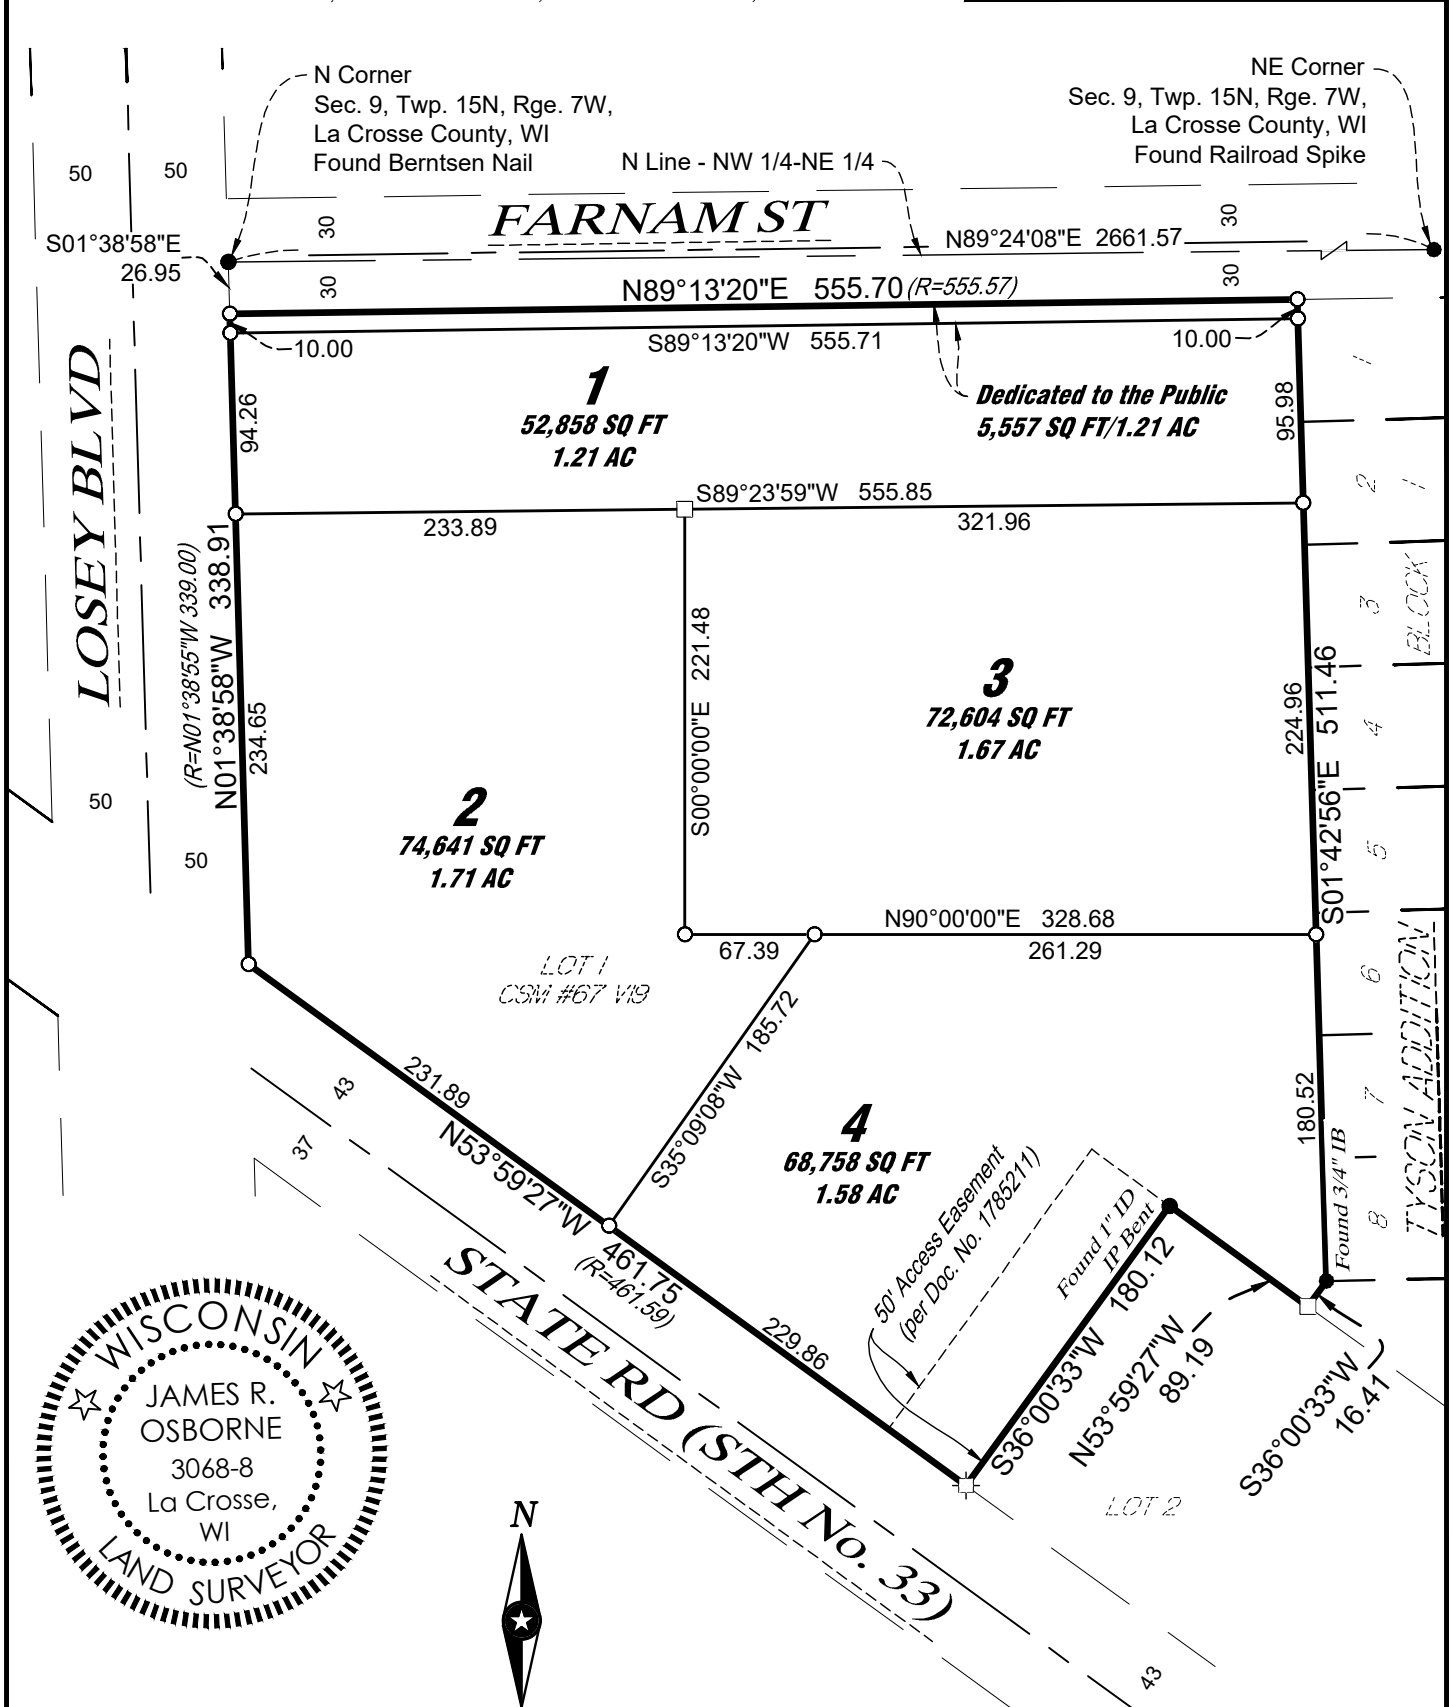 N Corner
Sec. 9, Twp. 15N, Rge. 7W,
La Crosse County, WI
Found Berntsen Nail
NE Corner
Sec. 9, Twp. 15N, Rge. 7W,
La Crosse County, WI
Found Railroad Spike
N Line - NW 1/4-NE 1/4
50
50
30
FARNAM ST
30
S01°38'58"E
26.95
N89°24'08"E 2661.57
30
30
N89°13'20"E 555.70 (R=555.57)
10.00
S89°13'20"W 555.71
10.00
LOSEY BLVD
94.26
1
52,858 SQ FT
1.21 AC
Dedicated to the Public
5,557 SQ FT/1.21 AC
95.98
1
2
3
4
5
6
7
8
BLOCK 1
TYSON ADDITION
S89°23'59"W 555.85
233.89
321.96
(R=N01°38'55"W 339.00)
N01°38'58"W 338.91
234.65
S00°00'00"E 221.48
3
72,604 SQ FT
1.67 AC
224.96
S01°42'56"E 511.46
50
50
2
74,641 SQ FT
1.71 AC
N90°00'00"E 328.68
67.39
261.29
LOT 1
CSM #67 V19
S35°09'08"W 185.72
231.89
43
37
N53°59'27"W 461.75
(R=461.59)
229.86
4
68,758 SQ FT
1.58 AC
180.52
Found 3/4" IB
50' Access Easement
(per Doc. No. 1785211)
Found 1" ID
IP Bent
S36°00'33"W 180.12
N53°59'27"W
89.19
S36°00'33"W
16.41
STATE RD (STH No. 33)
LOT 2
43
WISCONSIN
JAMES R.
OSBORNE
3068-8
La Crosse,
WI
LAND SURVEYOR
N